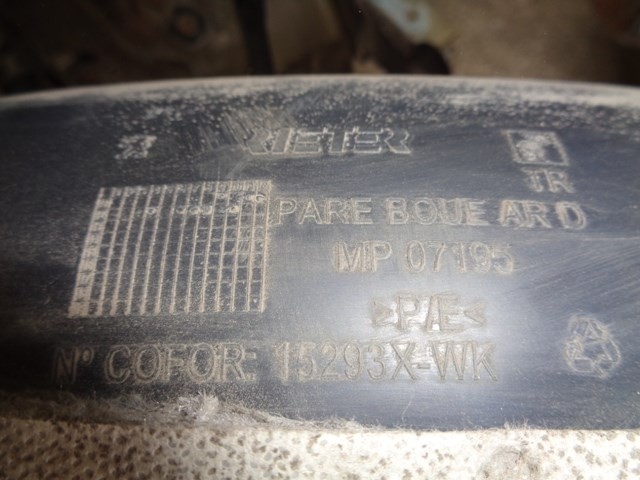 RIETER
TR
PARE BOUE AR D
MP 07195
>P/E<
N° COFOR: 15293X-WK